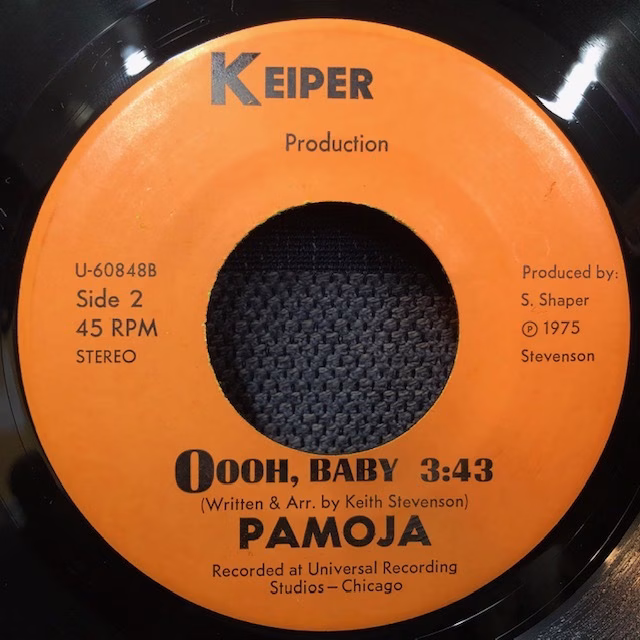 KEIPER
Production
U-60848B
Side 2
45 RPM
STEREO
Produced by:
S. Shaper
Ⓟ 1975
Stevenson
OOOOH, BABY 3:43
(Written & Arr. by Keith Stevenson)
PAMOJA
Recorded at Universal Recording
Studios—Chicago